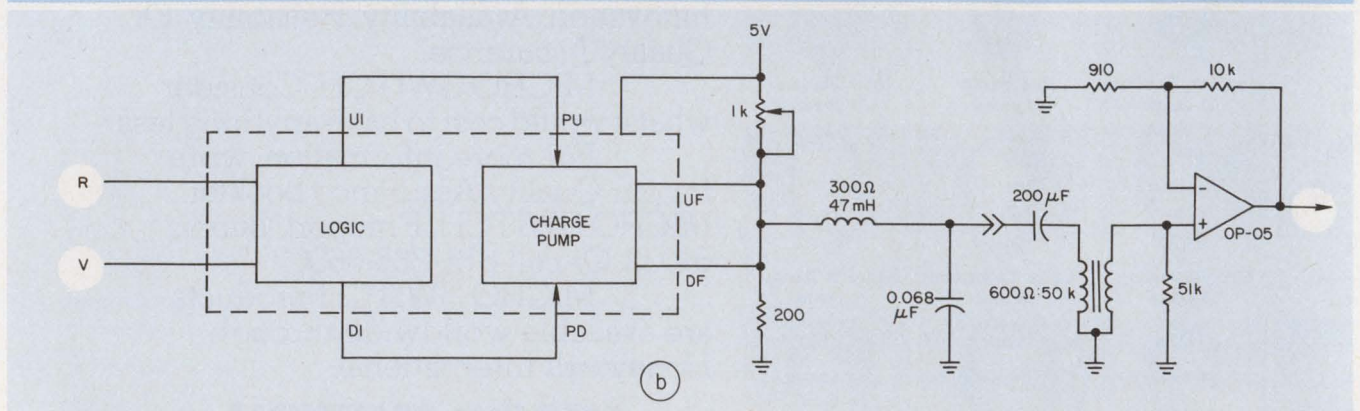 5V
910
10k
1k
UI
PU
R
V
LOGIC
CHARGE
PUMP
UF
DF
DI
PD
200
300Ω
47mH
0.068
μF
200μF
600Ω:50k
51k
-
+
OP-05
b